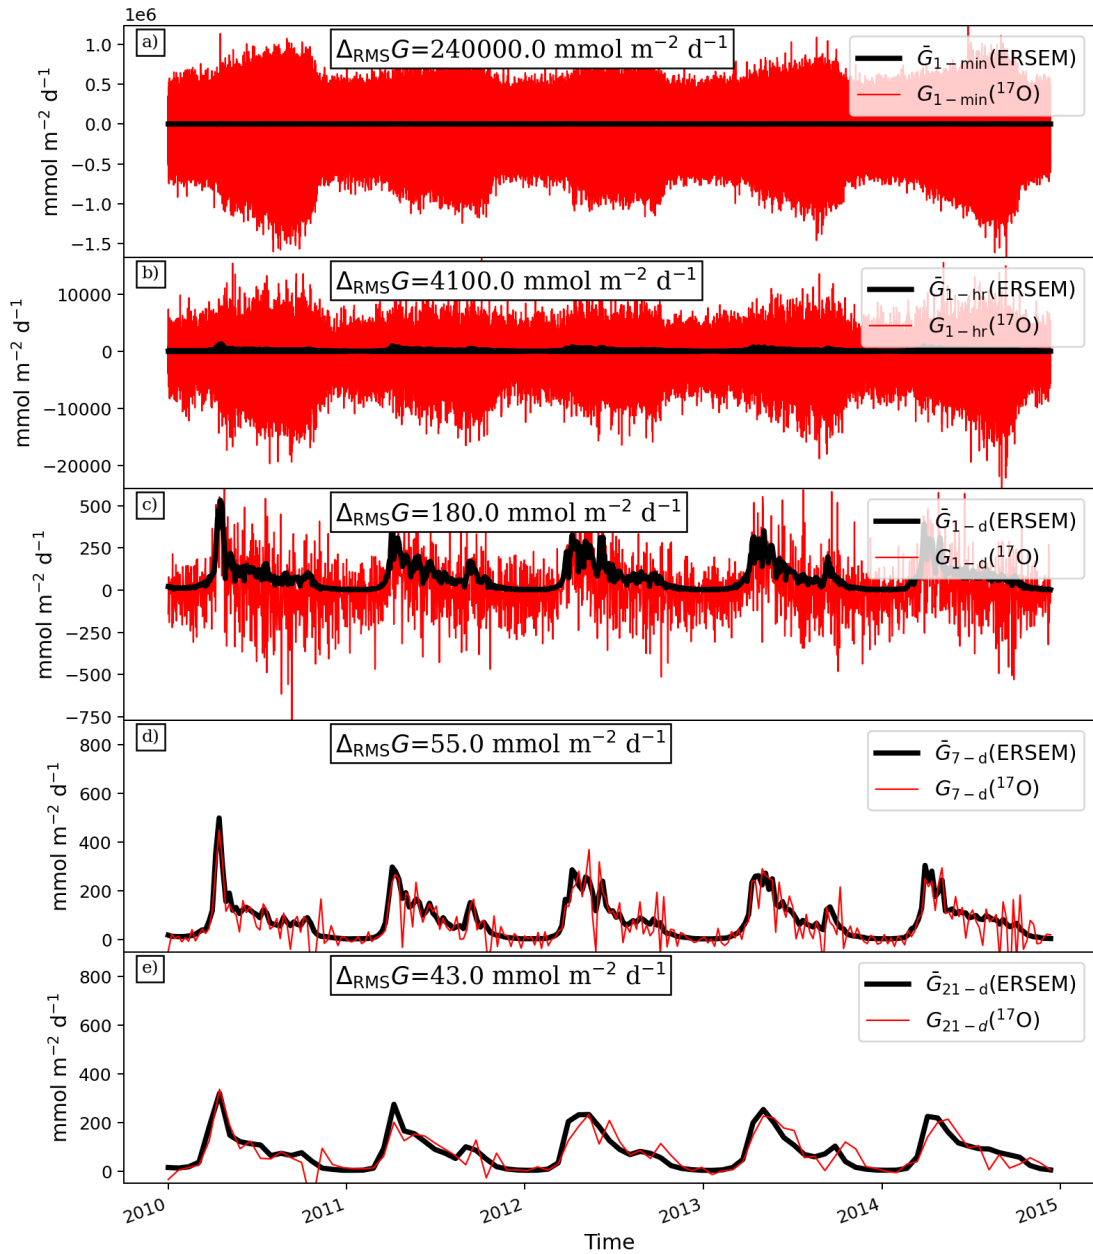 1e6
a)
Δ_RMS G=240000.0 mmol m⁻² d⁻¹
Ḡ_1−min(ERSEM)
G_1−min(¹⁷O)
1.0
0.5
0.0
−0.5
−1.0
−1.5
mmol m⁻² d⁻¹
b)
Δ_RMS G=4100.0 mmol m⁻² d⁻¹
Ḡ_1−hr(ERSEM)
G_1−hr(¹⁷O)
10000
0
−10000
−20000
mmol m⁻² d⁻¹
c)
Δ_RMS G=180.0 mmol m⁻² d⁻¹
Ḡ_1−d(ERSEM)
G_1−d(¹⁷O)
500
250
0
−250
−500
−750
mmol m⁻² d⁻¹
d)
Δ_RMS G=55.0 mmol m⁻² d⁻¹
Ḡ_7−d(ERSEM)
G_7−d(¹⁷O)
800
600
400
200
0
mmol m⁻² d⁻¹
e)
Δ_RMS G=43.0 mmol m⁻² d⁻¹
Ḡ_21−d(ERSEM)
G_21−d(¹⁷O)
800
600
400
200
0
mmol m⁻² d⁻¹
2010
2011
2012
2013
2014
2015
Time